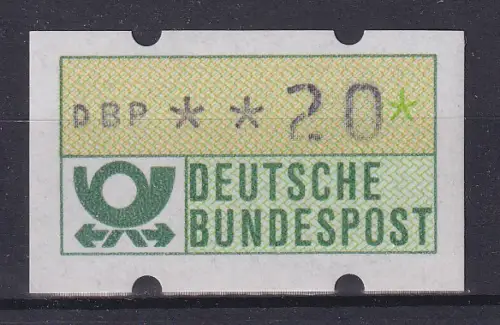 DBP **20*
DEUTSCHE
BUNDESPOST